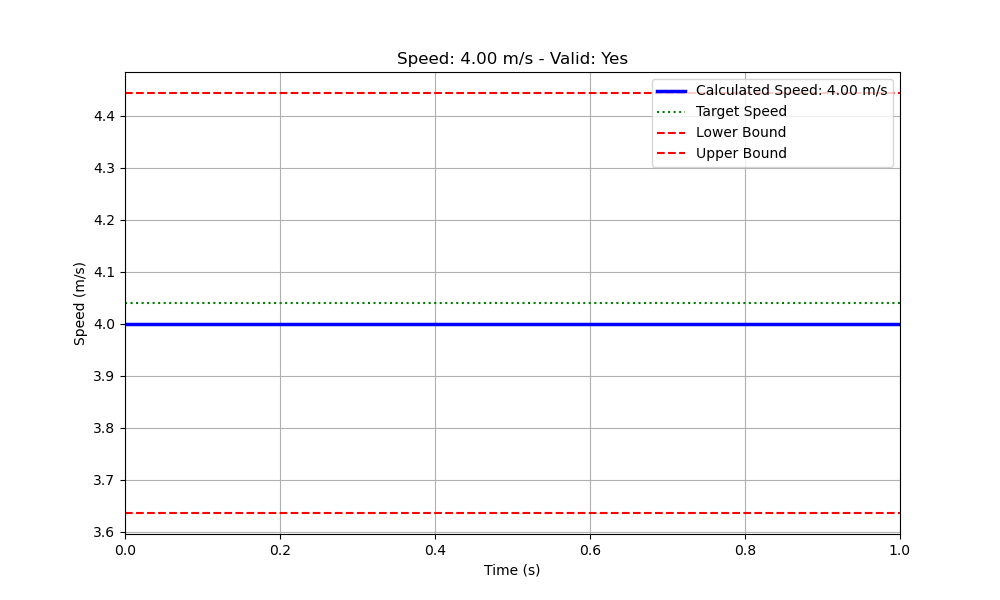 Speed: 4.00 m/s - Valid: Yes
Calculated Speed: 4.00 m/s
Target Speed
Lower Bound
Upper Bound
Speed (m/s)
4.4
4.3
4.2
4.1
4.0
3.9
3.8
3.7
3.6
0.0 0.2 0.4 0.6 0.8 1.0
Time (s)